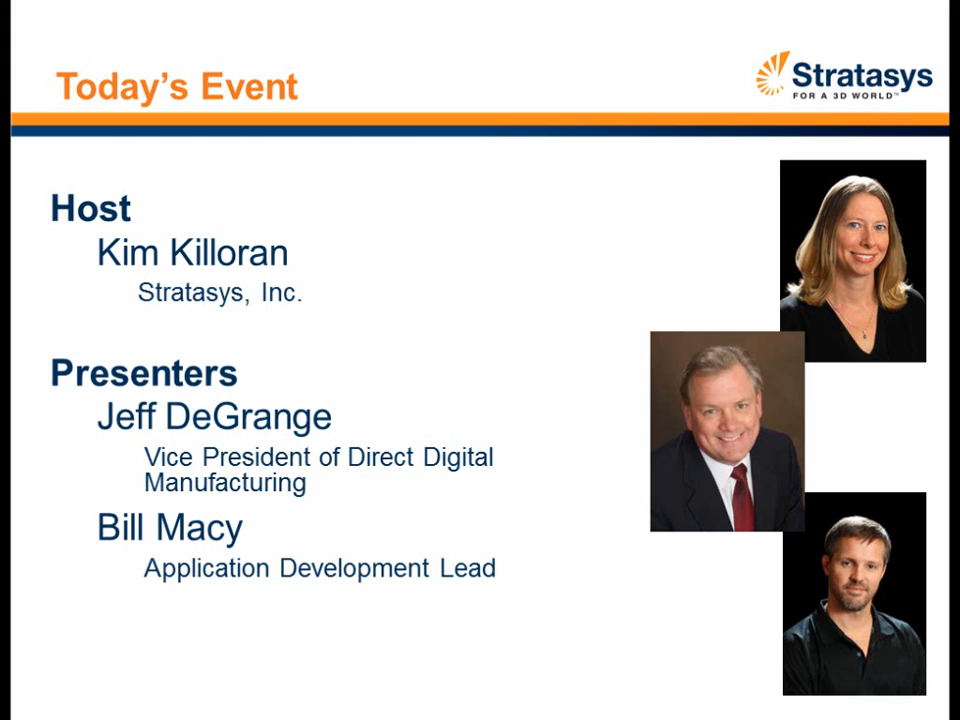 Today's Event
Stratasys
FOR A 3D WORLD™
Host
Kim Killoran
Stratasys, Inc.
Presenters
Jeff DeGrange
Vice President of Direct Digital
Manufacturing
Bill Macy
Application Development Lead